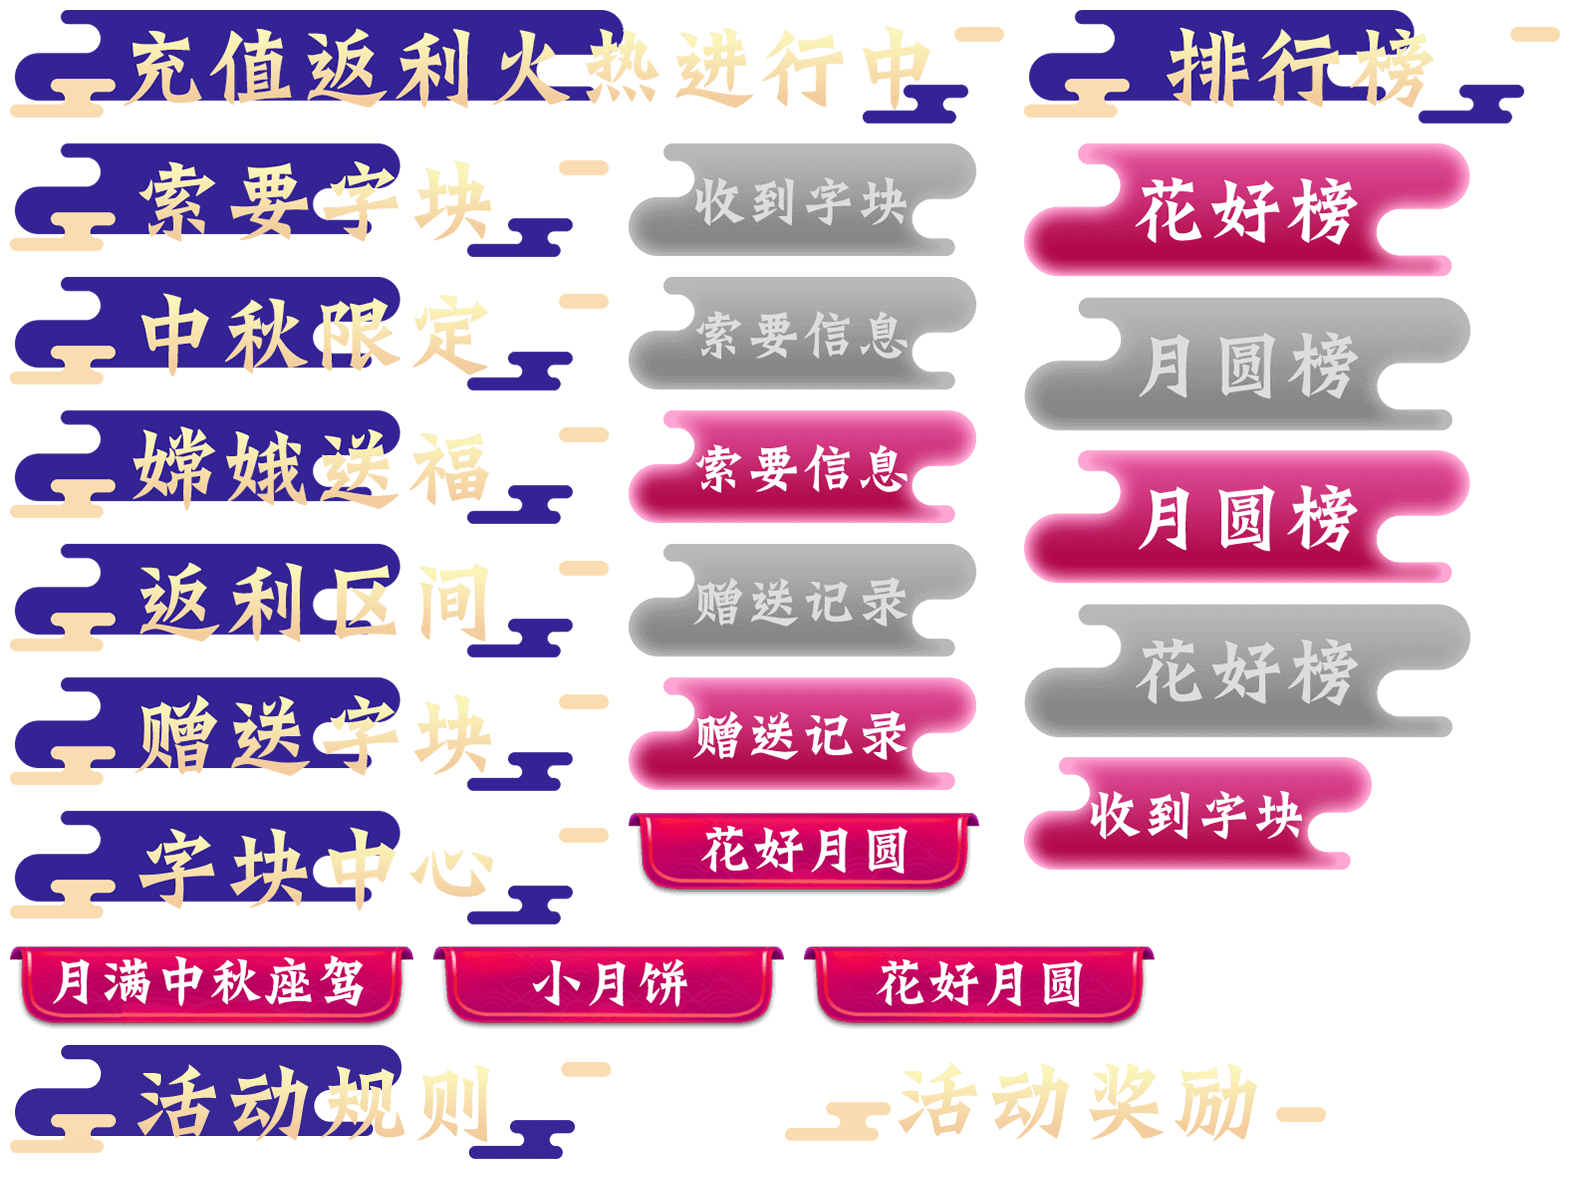 充值返利火热进行中
排行榜
索要字块
收到字块
花好榜
中秋限定
索要信息
月圆榜
嫦娥送福
索要信息
月圆榜
返利区间
赠送记录
花好榜
赠送字块
赠送记录
收到字块
字块中心
花好月圆
月满中秋座驾
小月饼
花好月圆
活动规则
活动奖励